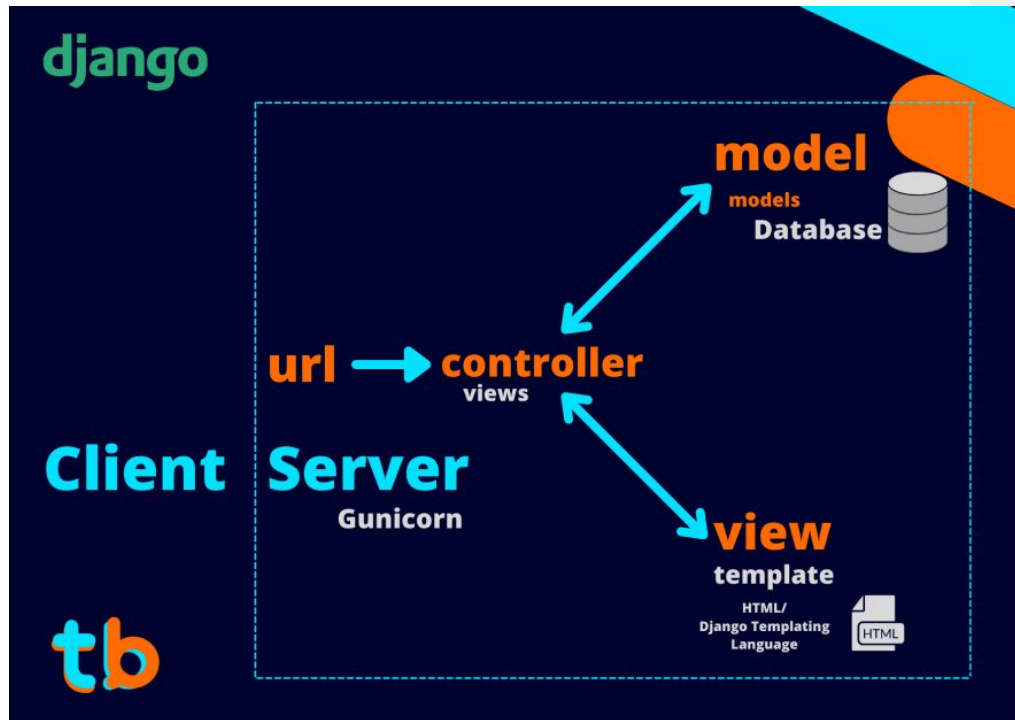 django
model
models
Database
url
controller
views
Client
Server
Gunicorn
view
template
HTML/
Django Templating
Language
HTML
tb